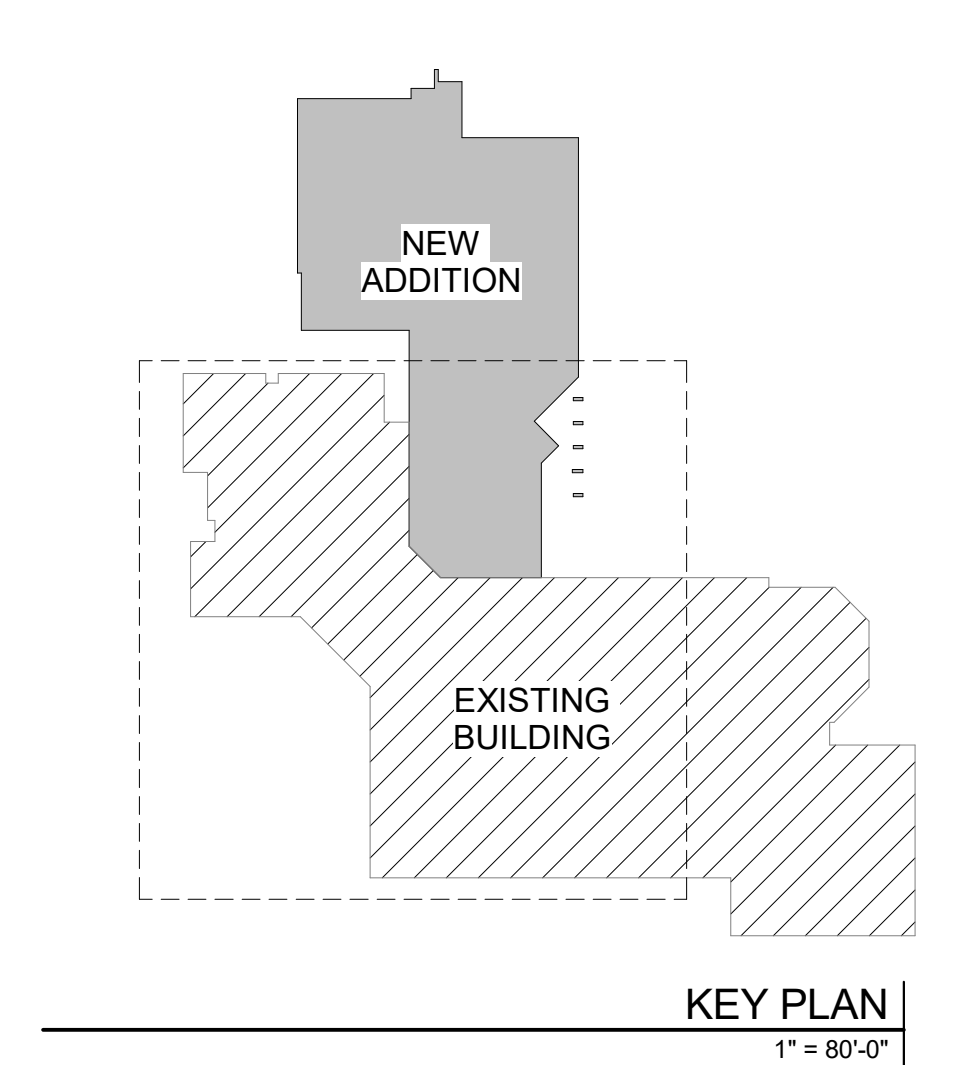 NEW
ADDITION
EXISTING
BUILDING
KEY PLAN
1" = 80'-0"